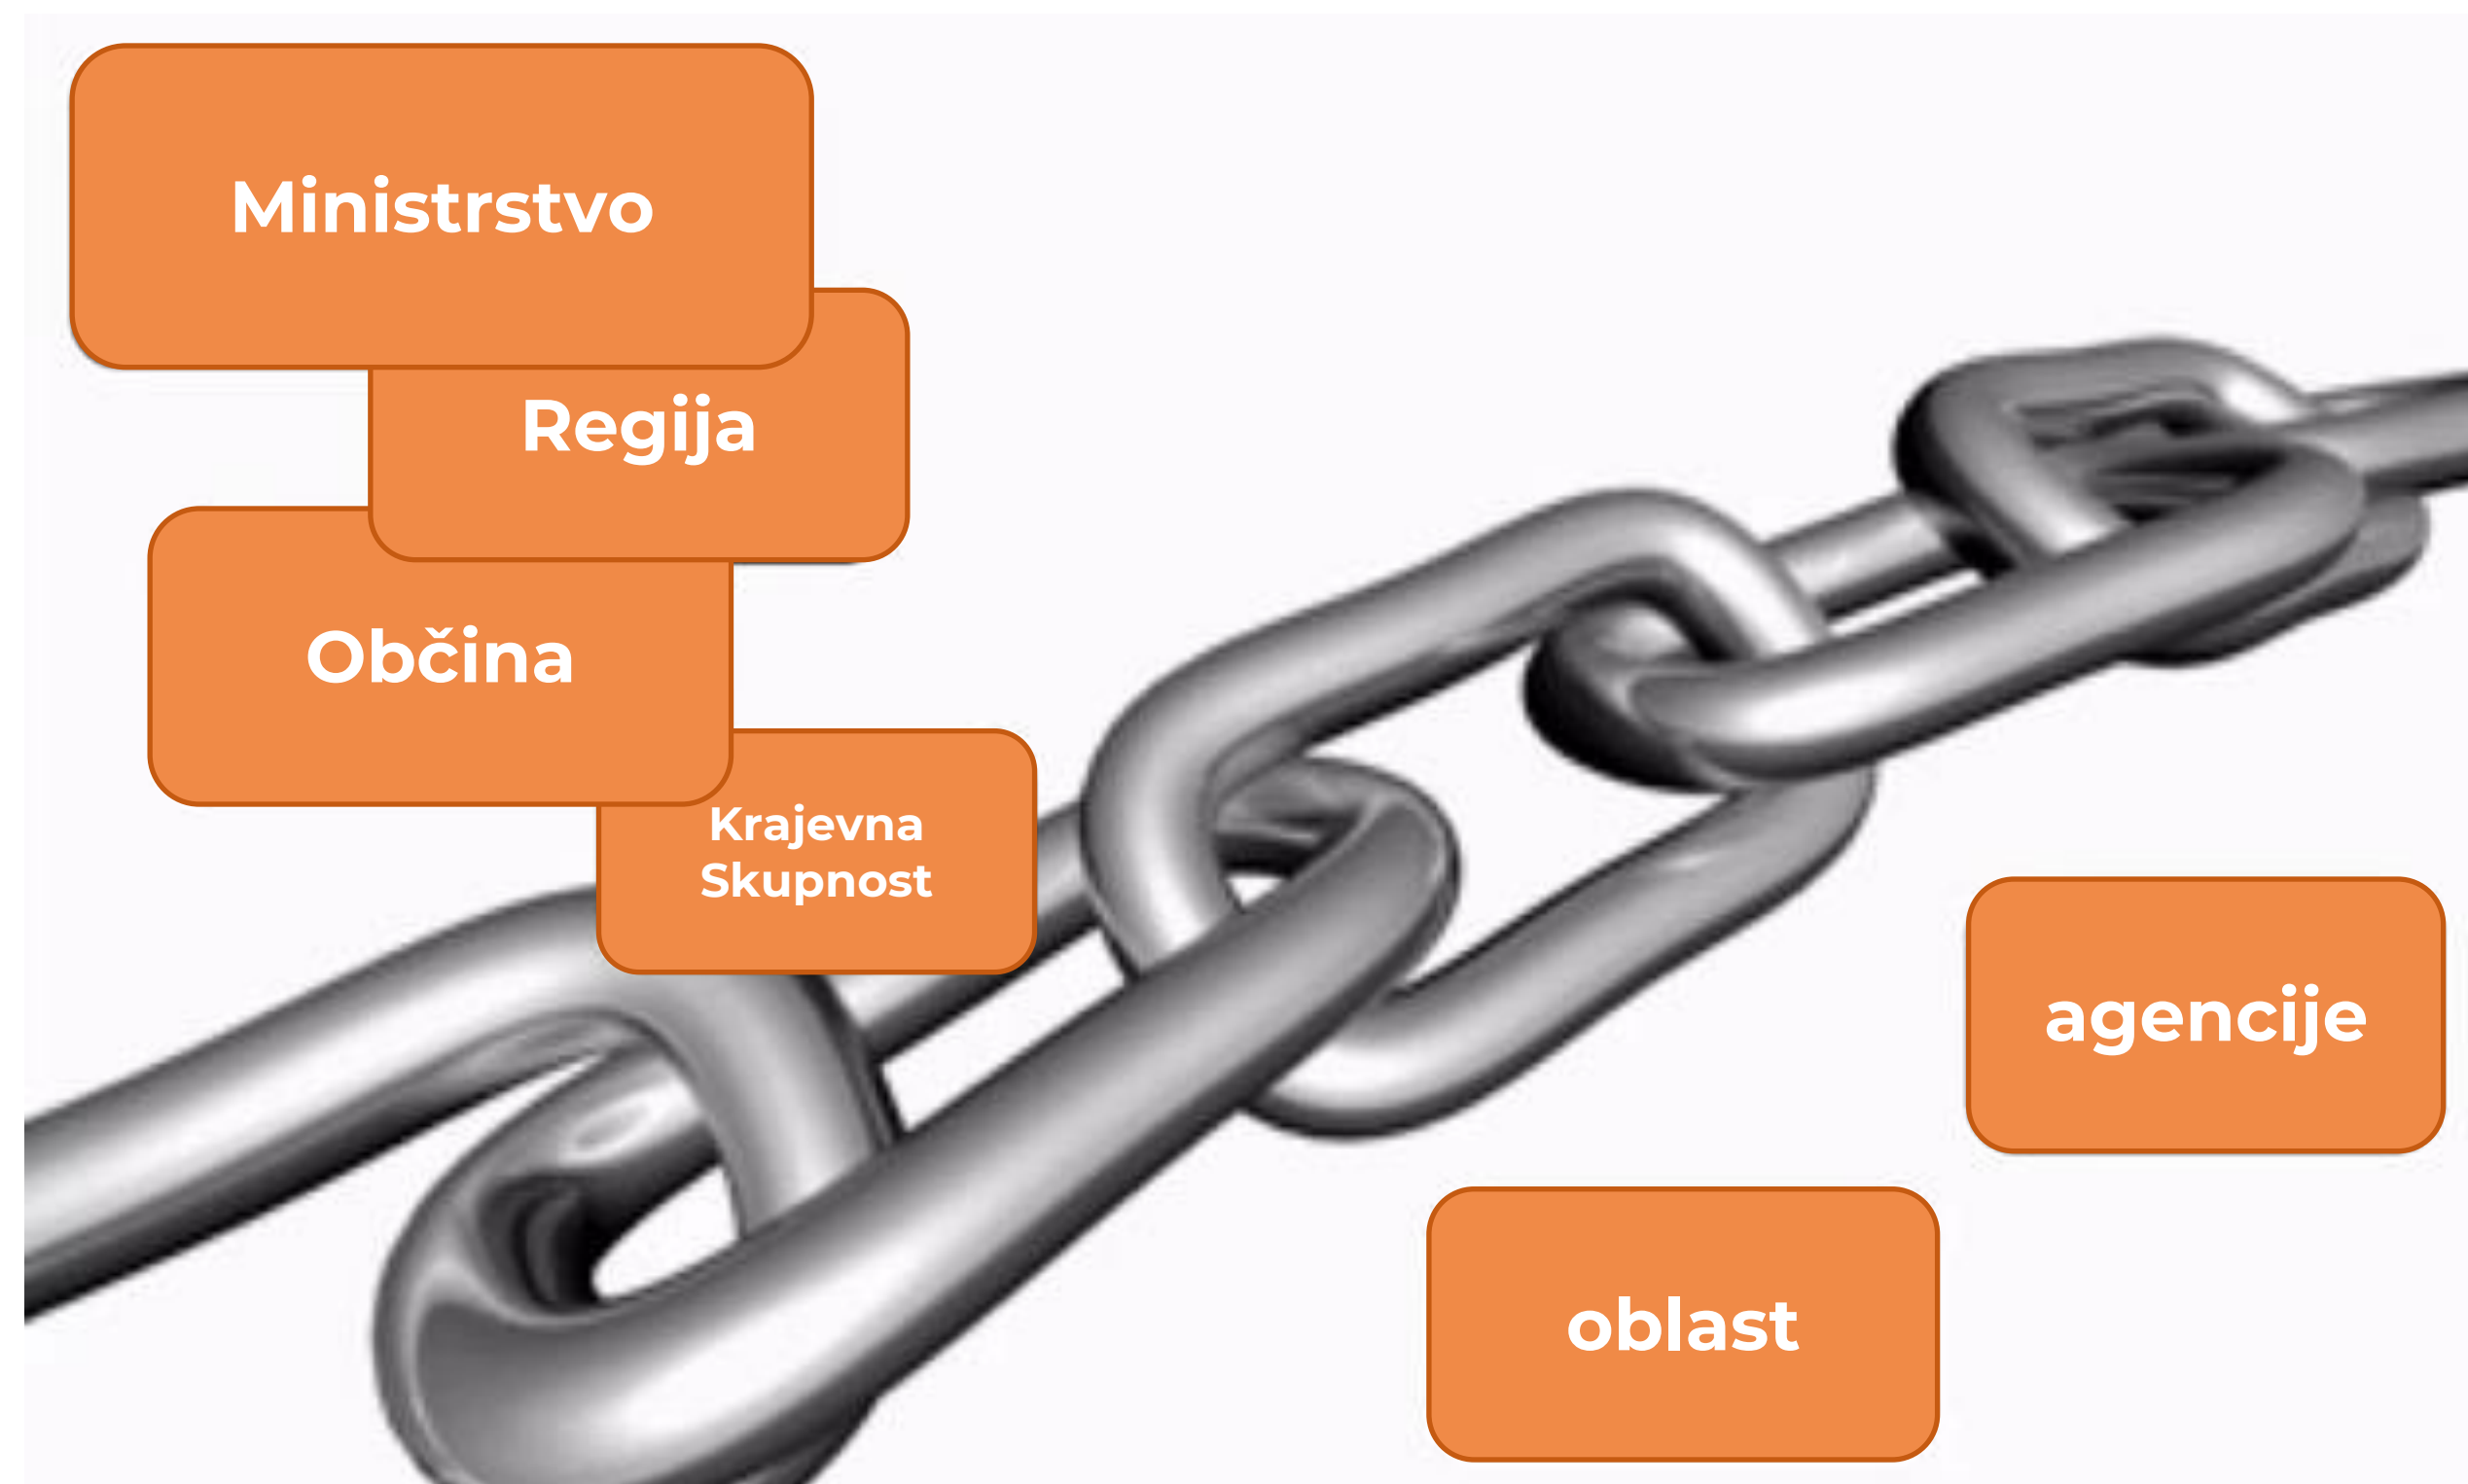 Ministrstvo
Regija
Občina
Krajevna
Skupnost
agencije
oblast